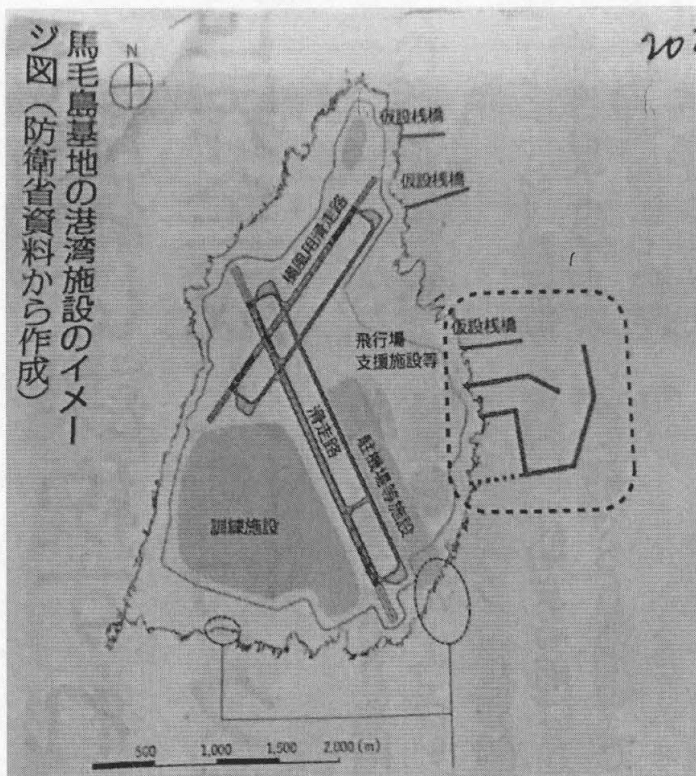 馬毛島基地の港湾施設のイメー
ジ図（防衛省資料から作成）
N
仮設桟橋
仮設桟橋
横風用滑走路
仮設桟橋
飛行場
支援施設等
滑走路
駐機場等施設
訓練施設
500 1,000 1,500 2,000(m)